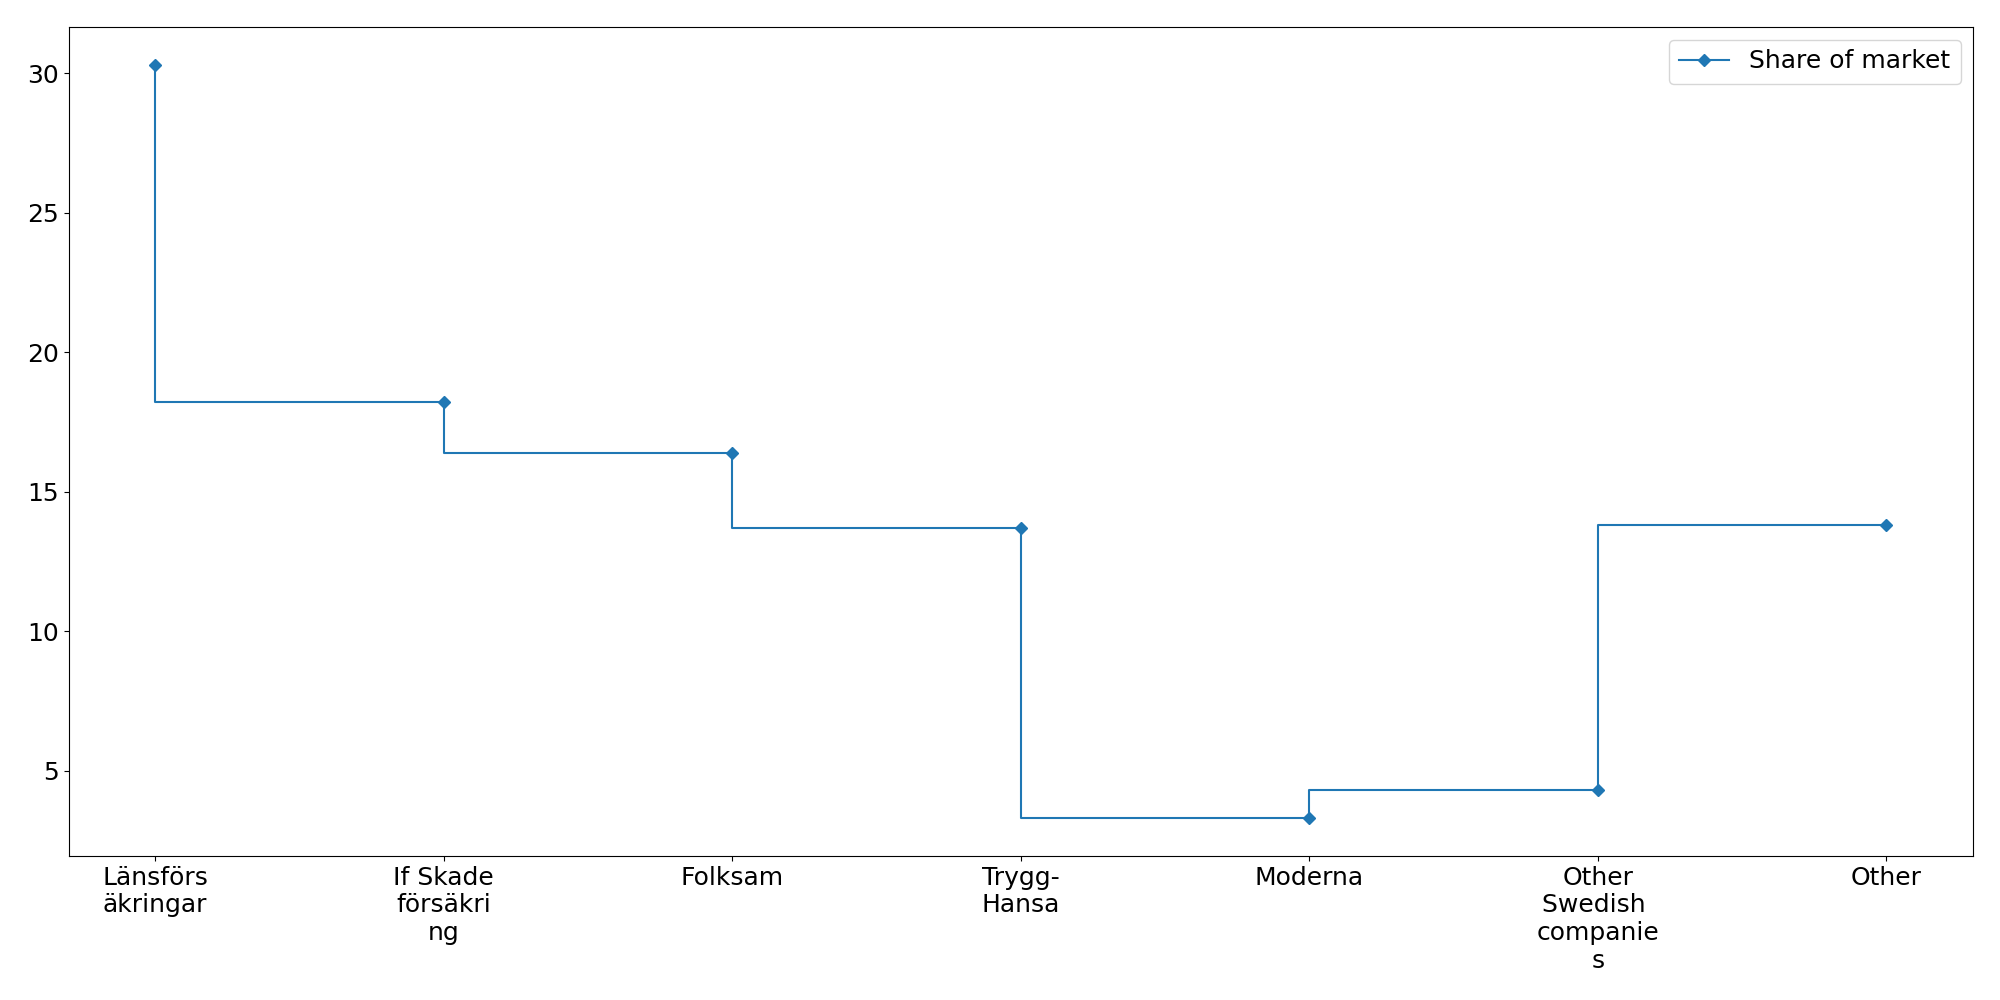 Share of market
30
25
20
15
10
5
Länsförs
äkringar
If Skade
försäkri
ng
Folksam
Trygg-
Hansa
Moderna
Other
Swedish
companie
s
Other